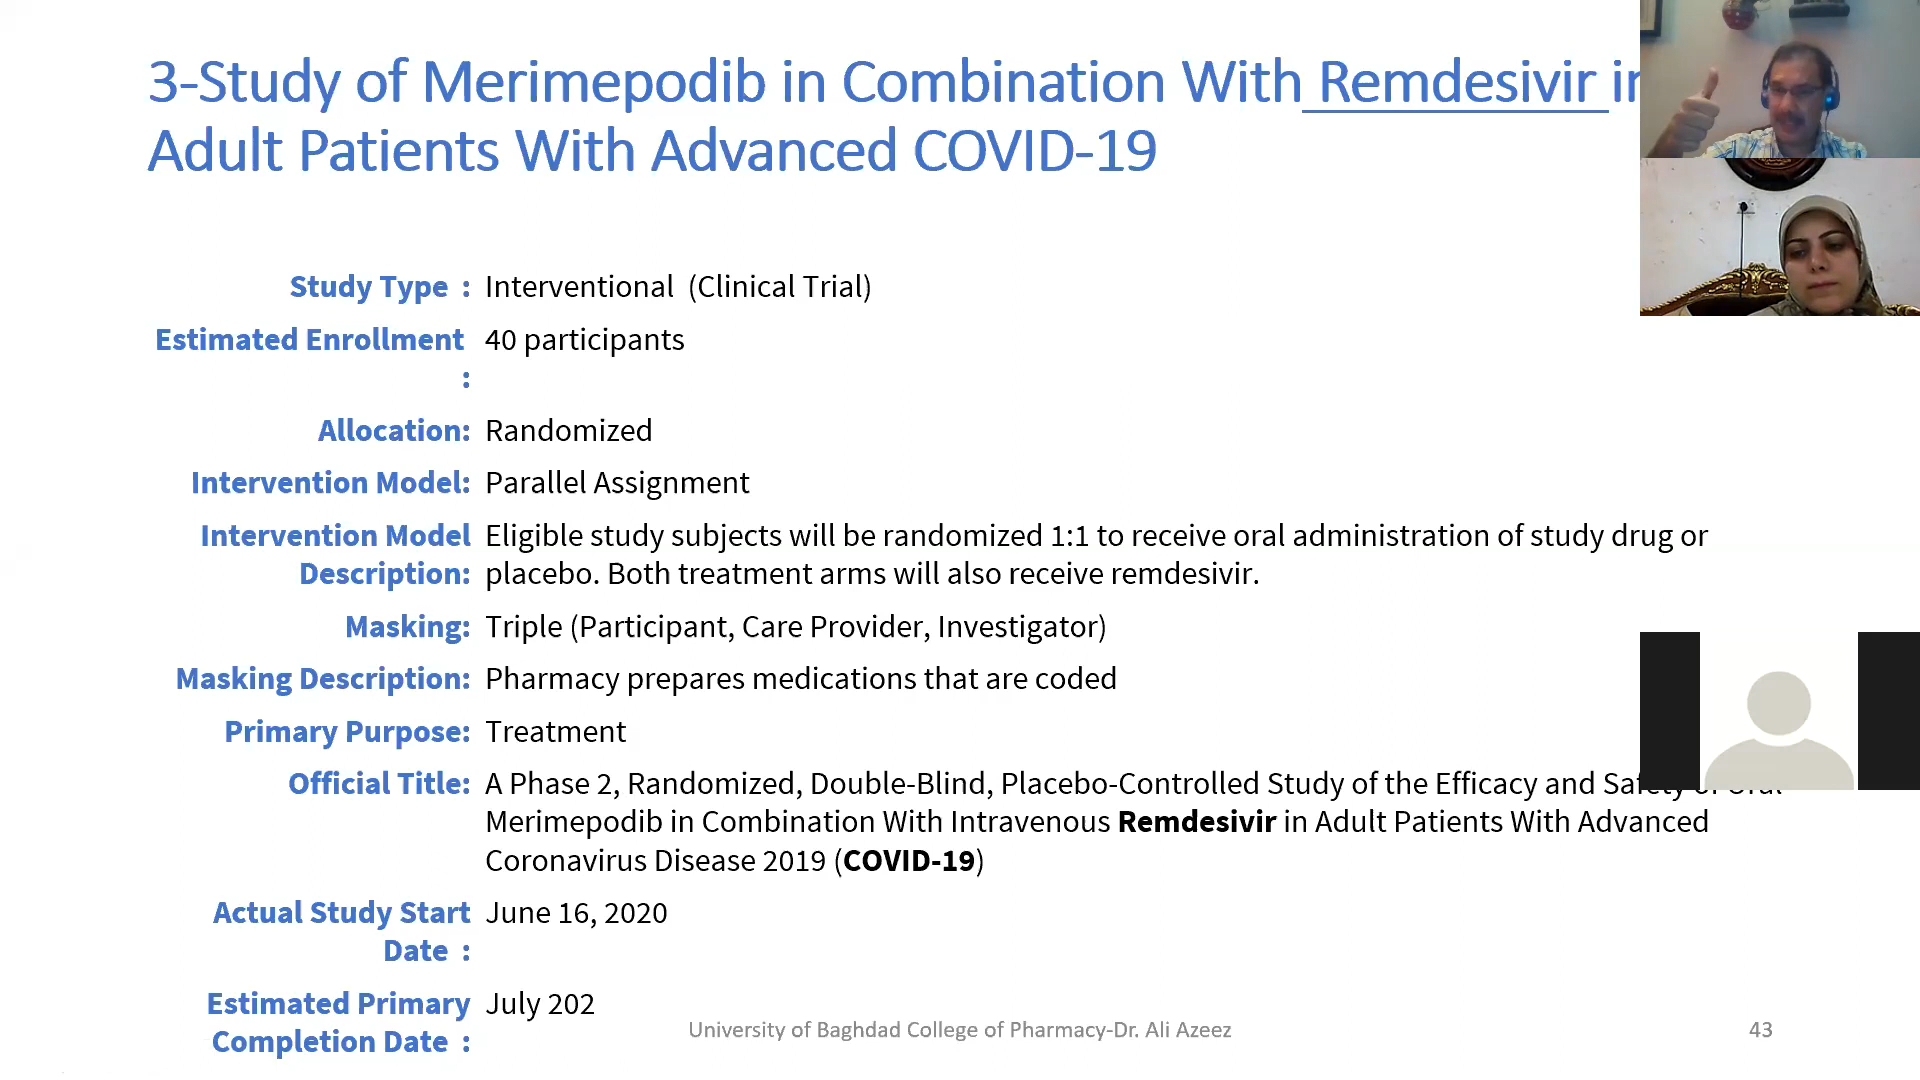 3-Study of Merimepodib in Combination With Remdesivir in
Adult Patients With Advanced COVID-19
Study Type : Interventional (Clinical Trial)
Estimated Enrollment : 40 participants
Allocation: Randomized
Intervention Model: Parallel Assignment
Intervention Model Description: Eligible study subjects will be randomized 1:1 to receive oral administration of study drug or
placebo. Both treatment arms will also receive remdesivir.
Masking: Triple (Participant, Care Provider, Investigator)
Masking Description: Pharmacy prepares medications that are coded
Primary Purpose: Treatment
Official Title: A Phase 2, Randomized, Double-Blind, Placebo-Controlled Study of the Efficacy and Safety of Oral
Merimepodib in Combination With Intravenous Remdesivir in Adult Patients With Advanced
Coronavirus Disease 2019 (COVID-19)
Actual Study Start Date : June 16, 2020
Estimated Primary Completion Date : July 202
University of Baghdad College of Pharmacy-Dr. Ali Azeez
43